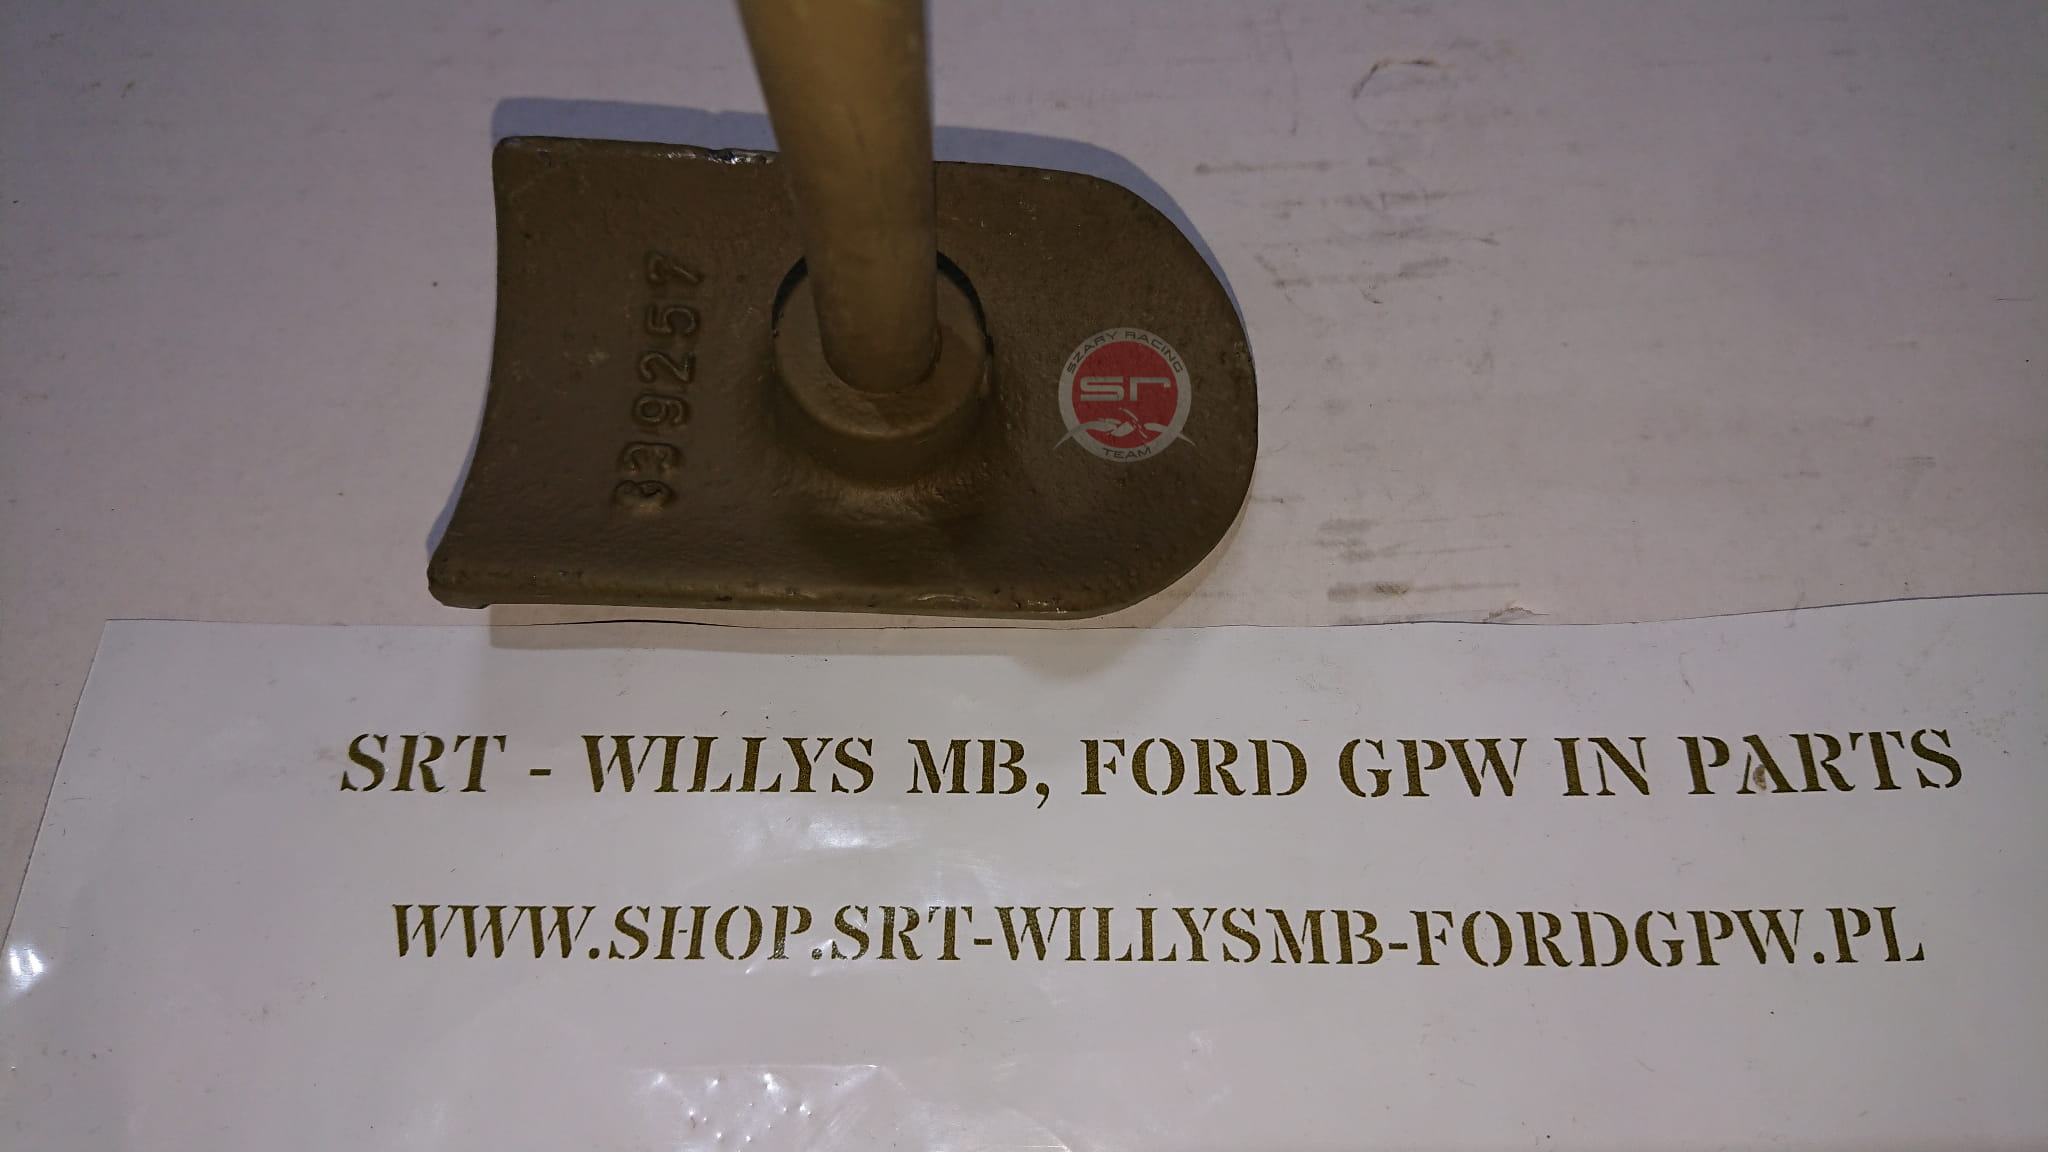 339257
SZARY RACING
sr
TEAM
SRT - WILLYS MB, FORD GPW IN PARTS
WWW.SHOP.SRT-WILLYSMB-FORDGPW.PL